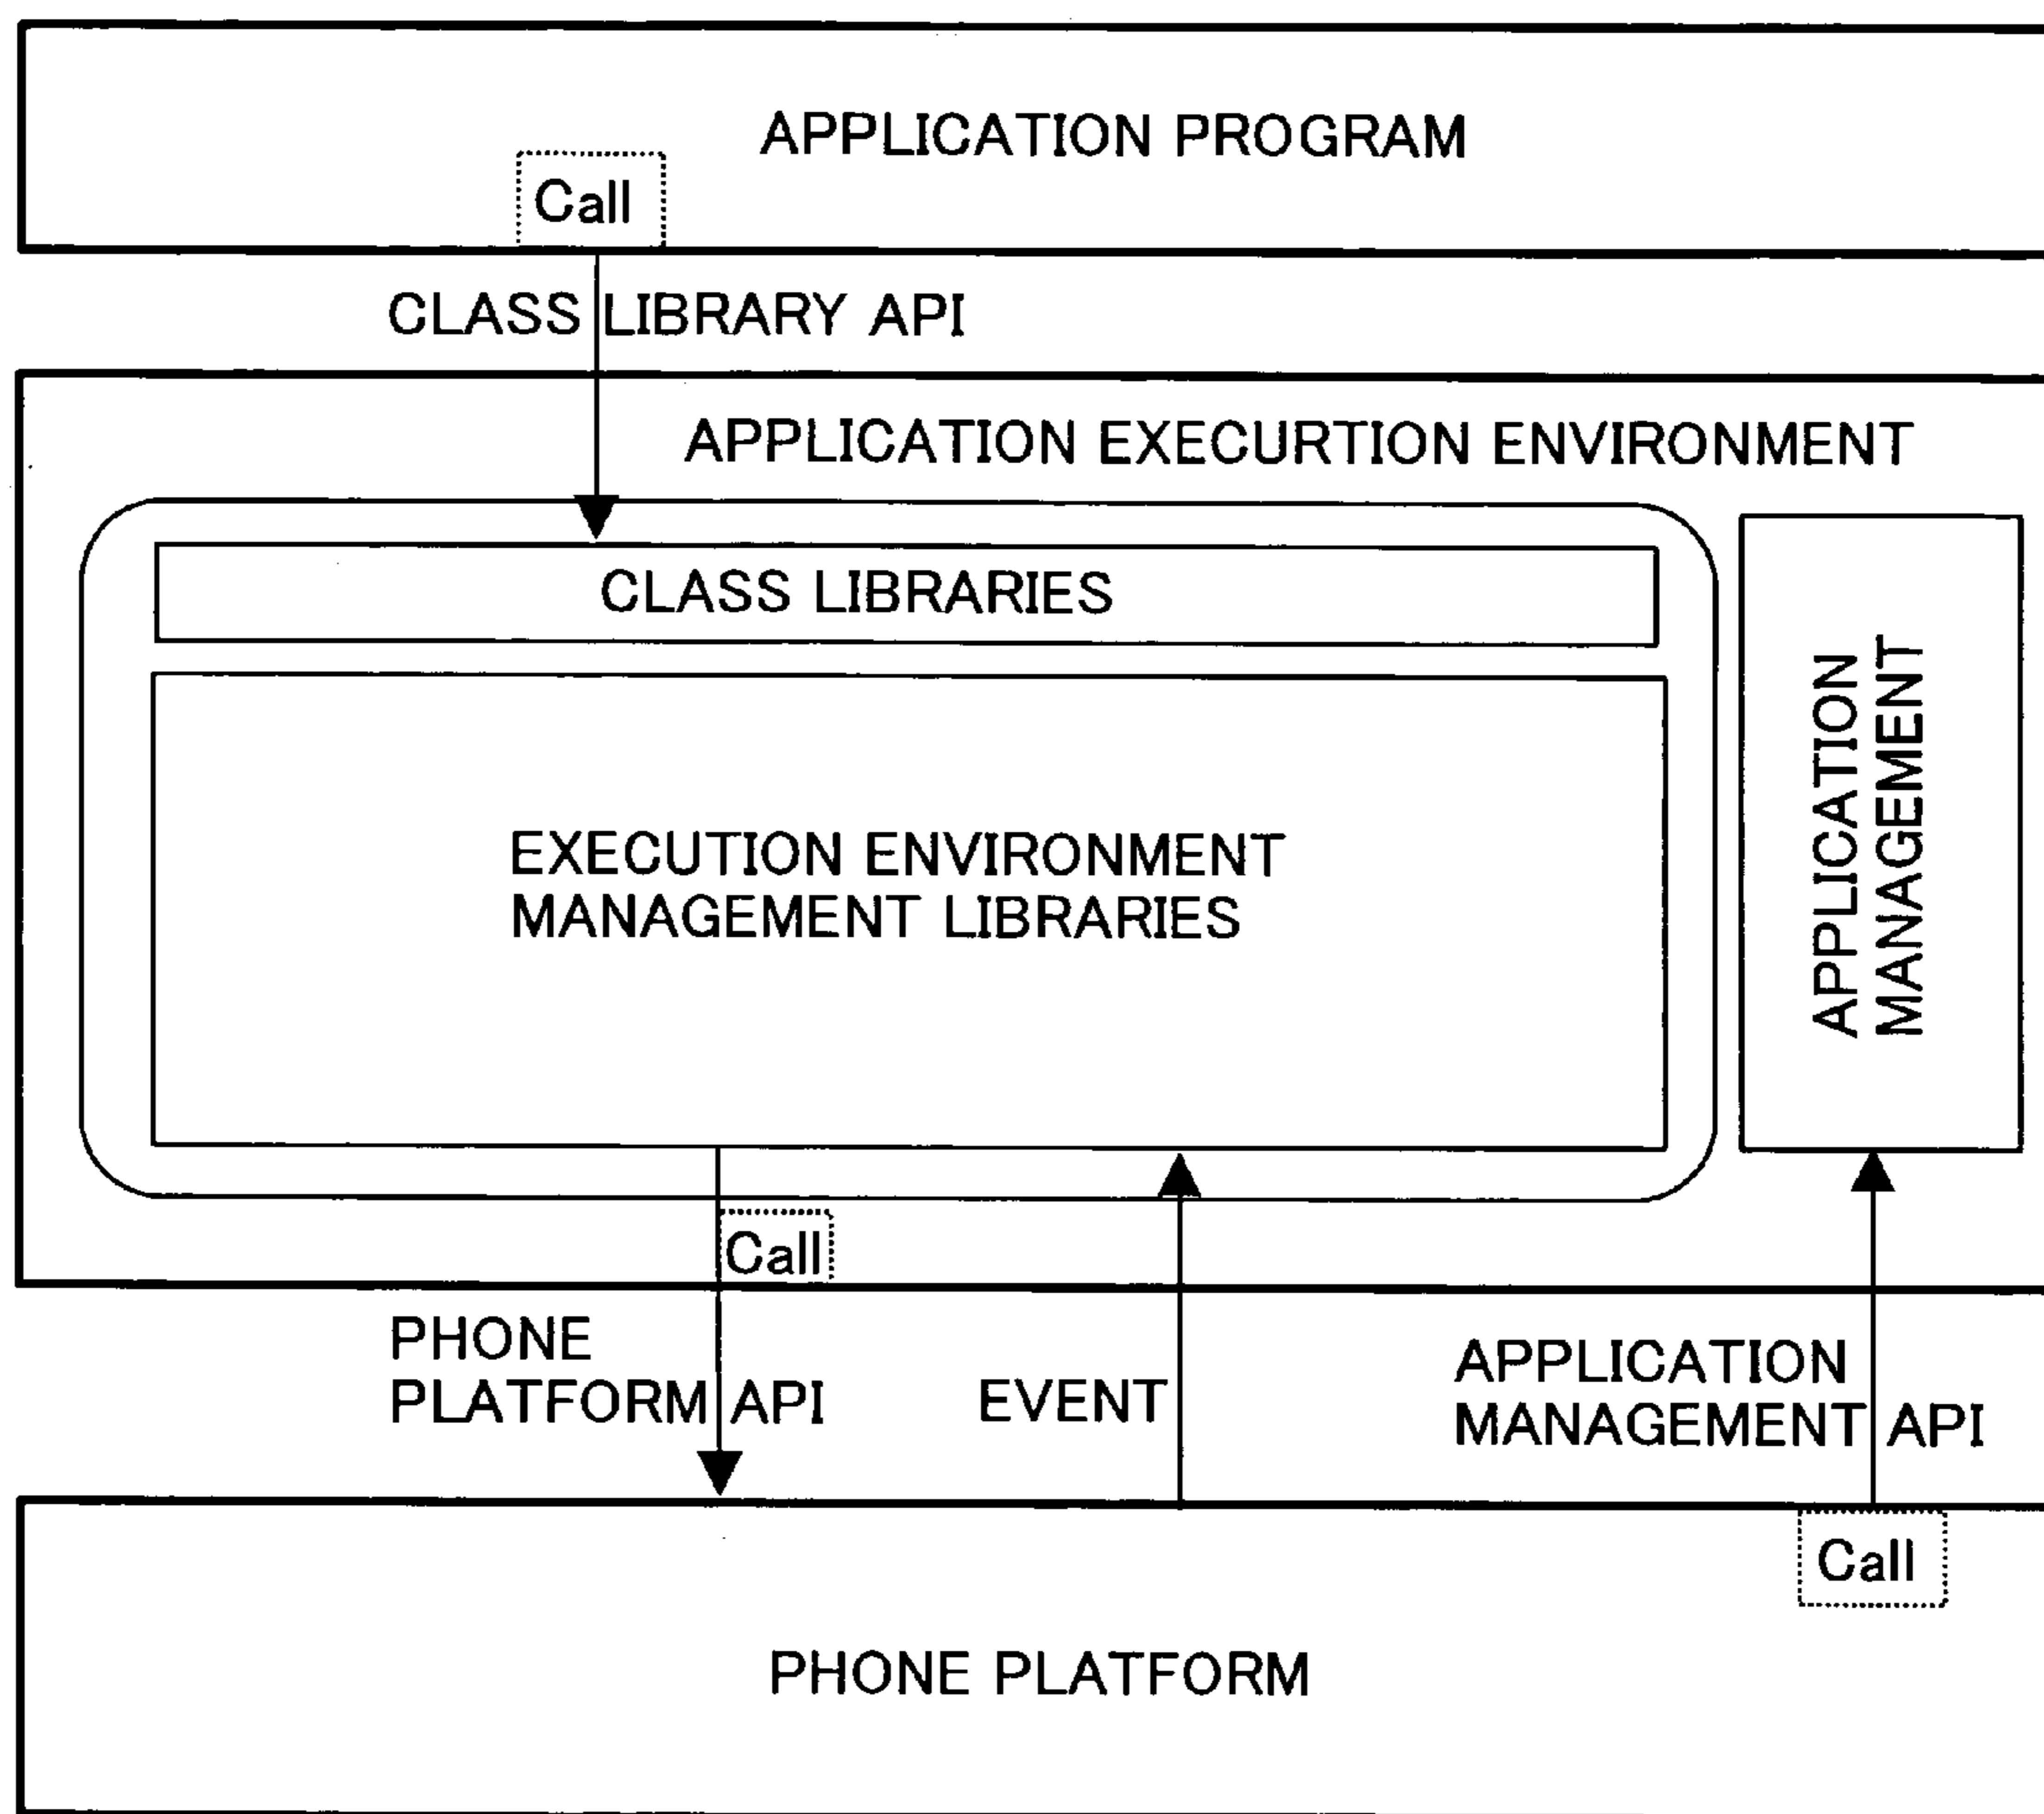 APPLICATION PROGRAM
Call
CLASS LIBRARY API
APPLICATION EXECURTION ENVIRONMENT
CLASS LIBRARIES
EXECUTION ENVIRONMENT
MANAGEMENT LIBRARIES
APPLICATION
MANAGEMENT
Call
PHONE
PLATFORM API
EVENT
APPLICATION
MANAGEMENT API
Call
PHONE PLATFORM